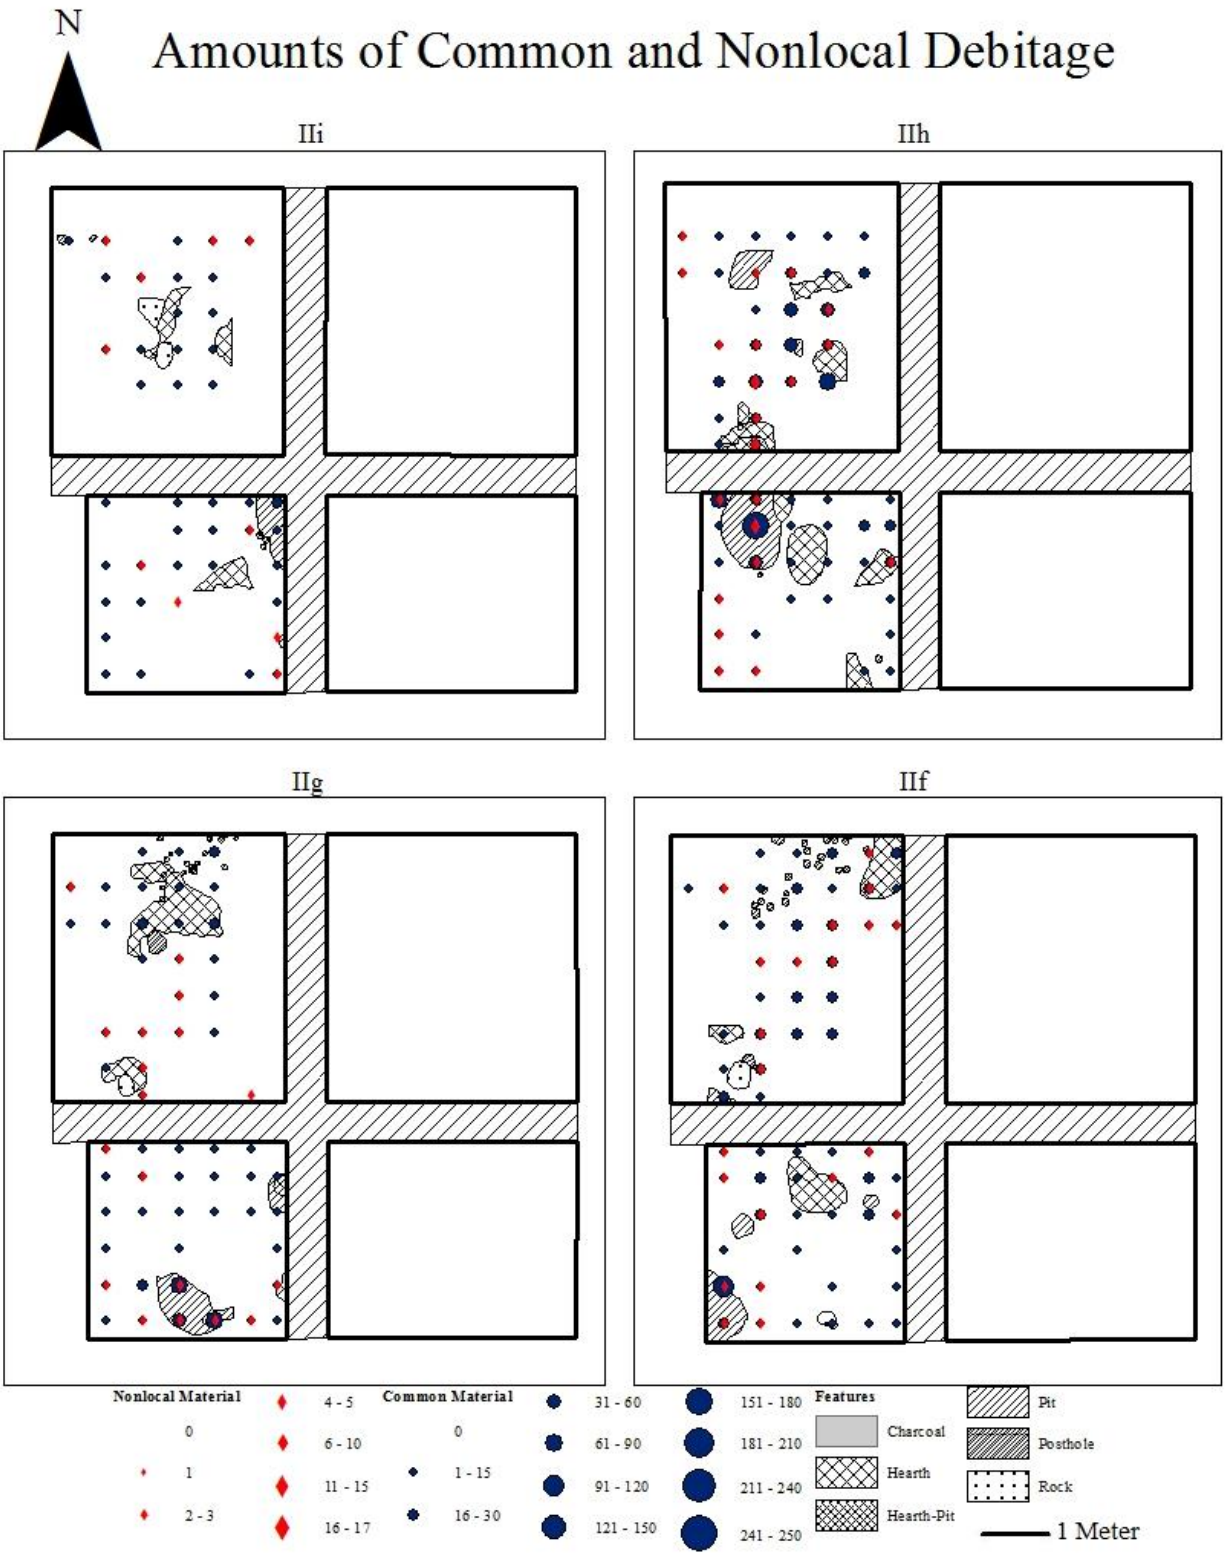 N
Amounts of Common and Nonlocal Debitage
IIi
IIh
IIg
IIf
Nonlocal Material
0
1
2 - 3
4 - 5
6 - 10
11 - 15
16 - 17
Common Material
0
1 - 15
16 - 30
31 - 60
61 - 90
91 - 120
121 - 150
151 - 180
181 - 210
211 - 240
241 - 250
Features
Charcoal
Hearth
Hearth-Pit
Pit
Posthole
Rock
1 Meter